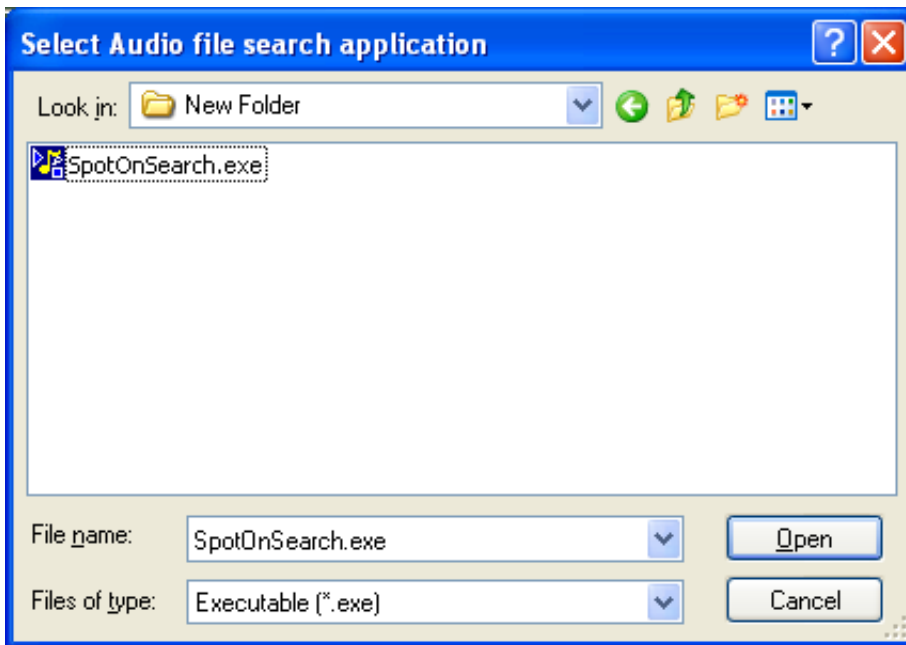 Select Audio file search application
Look in: New Folder
SpotOnSearch.exe
File name: SpotOnSearch.exe Open
Files of type: Executable (*.exe) Cancel